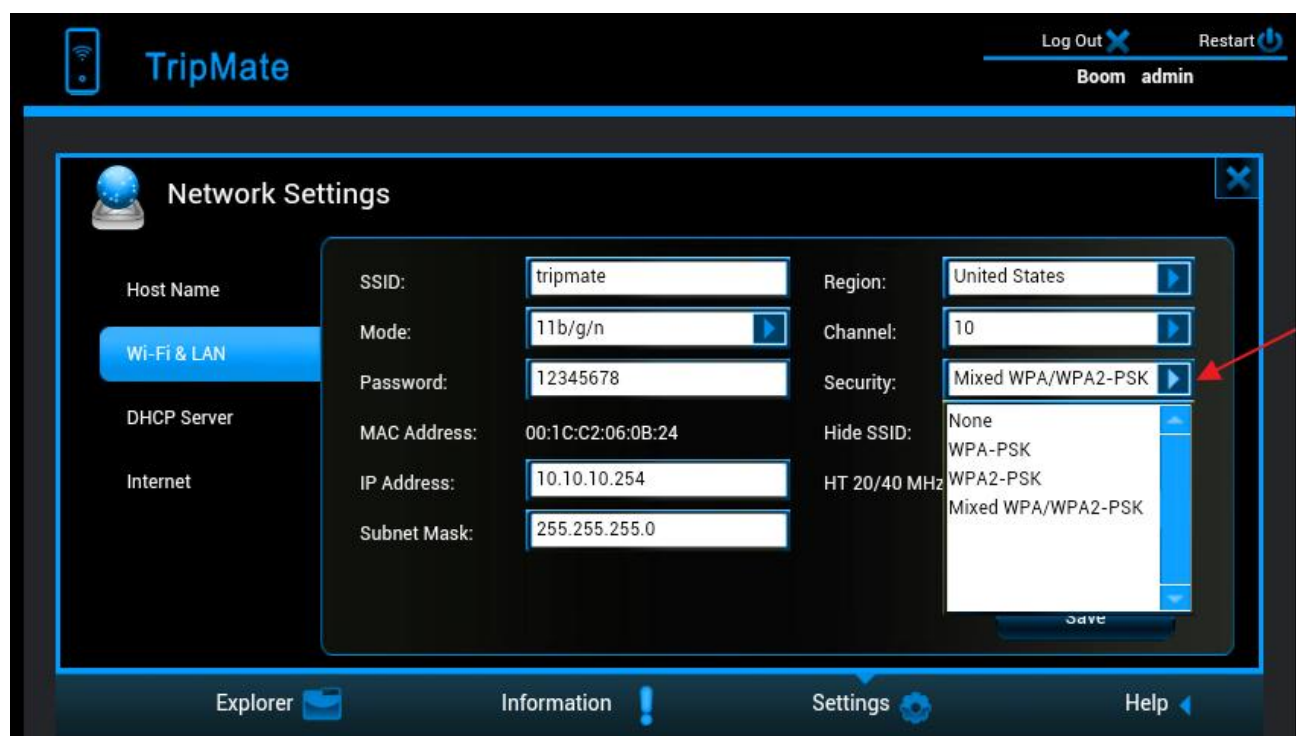 TripMate
Log Out Restart
Boom admin
Network Settings
Host Name
Wi-Fi & LAN
DHCP Server
Internet
SSID: tripmate
Mode: 11b/g/n
Password: 12345678
MAC Address: 00:1C:C2:06:0B:24
IP Address: 10.10.10.254
Subnet Mask: 255.255.255.0
Region: United States
Channel: 10
Security: Mixed WPA/WPA2-PSK
Hide SSID:
HT 20/40 MHz
None
WPA-PSK
WPA2-PSK
Mixed WPA/WPA2-PSK
Save
Explorer Information Settings Help